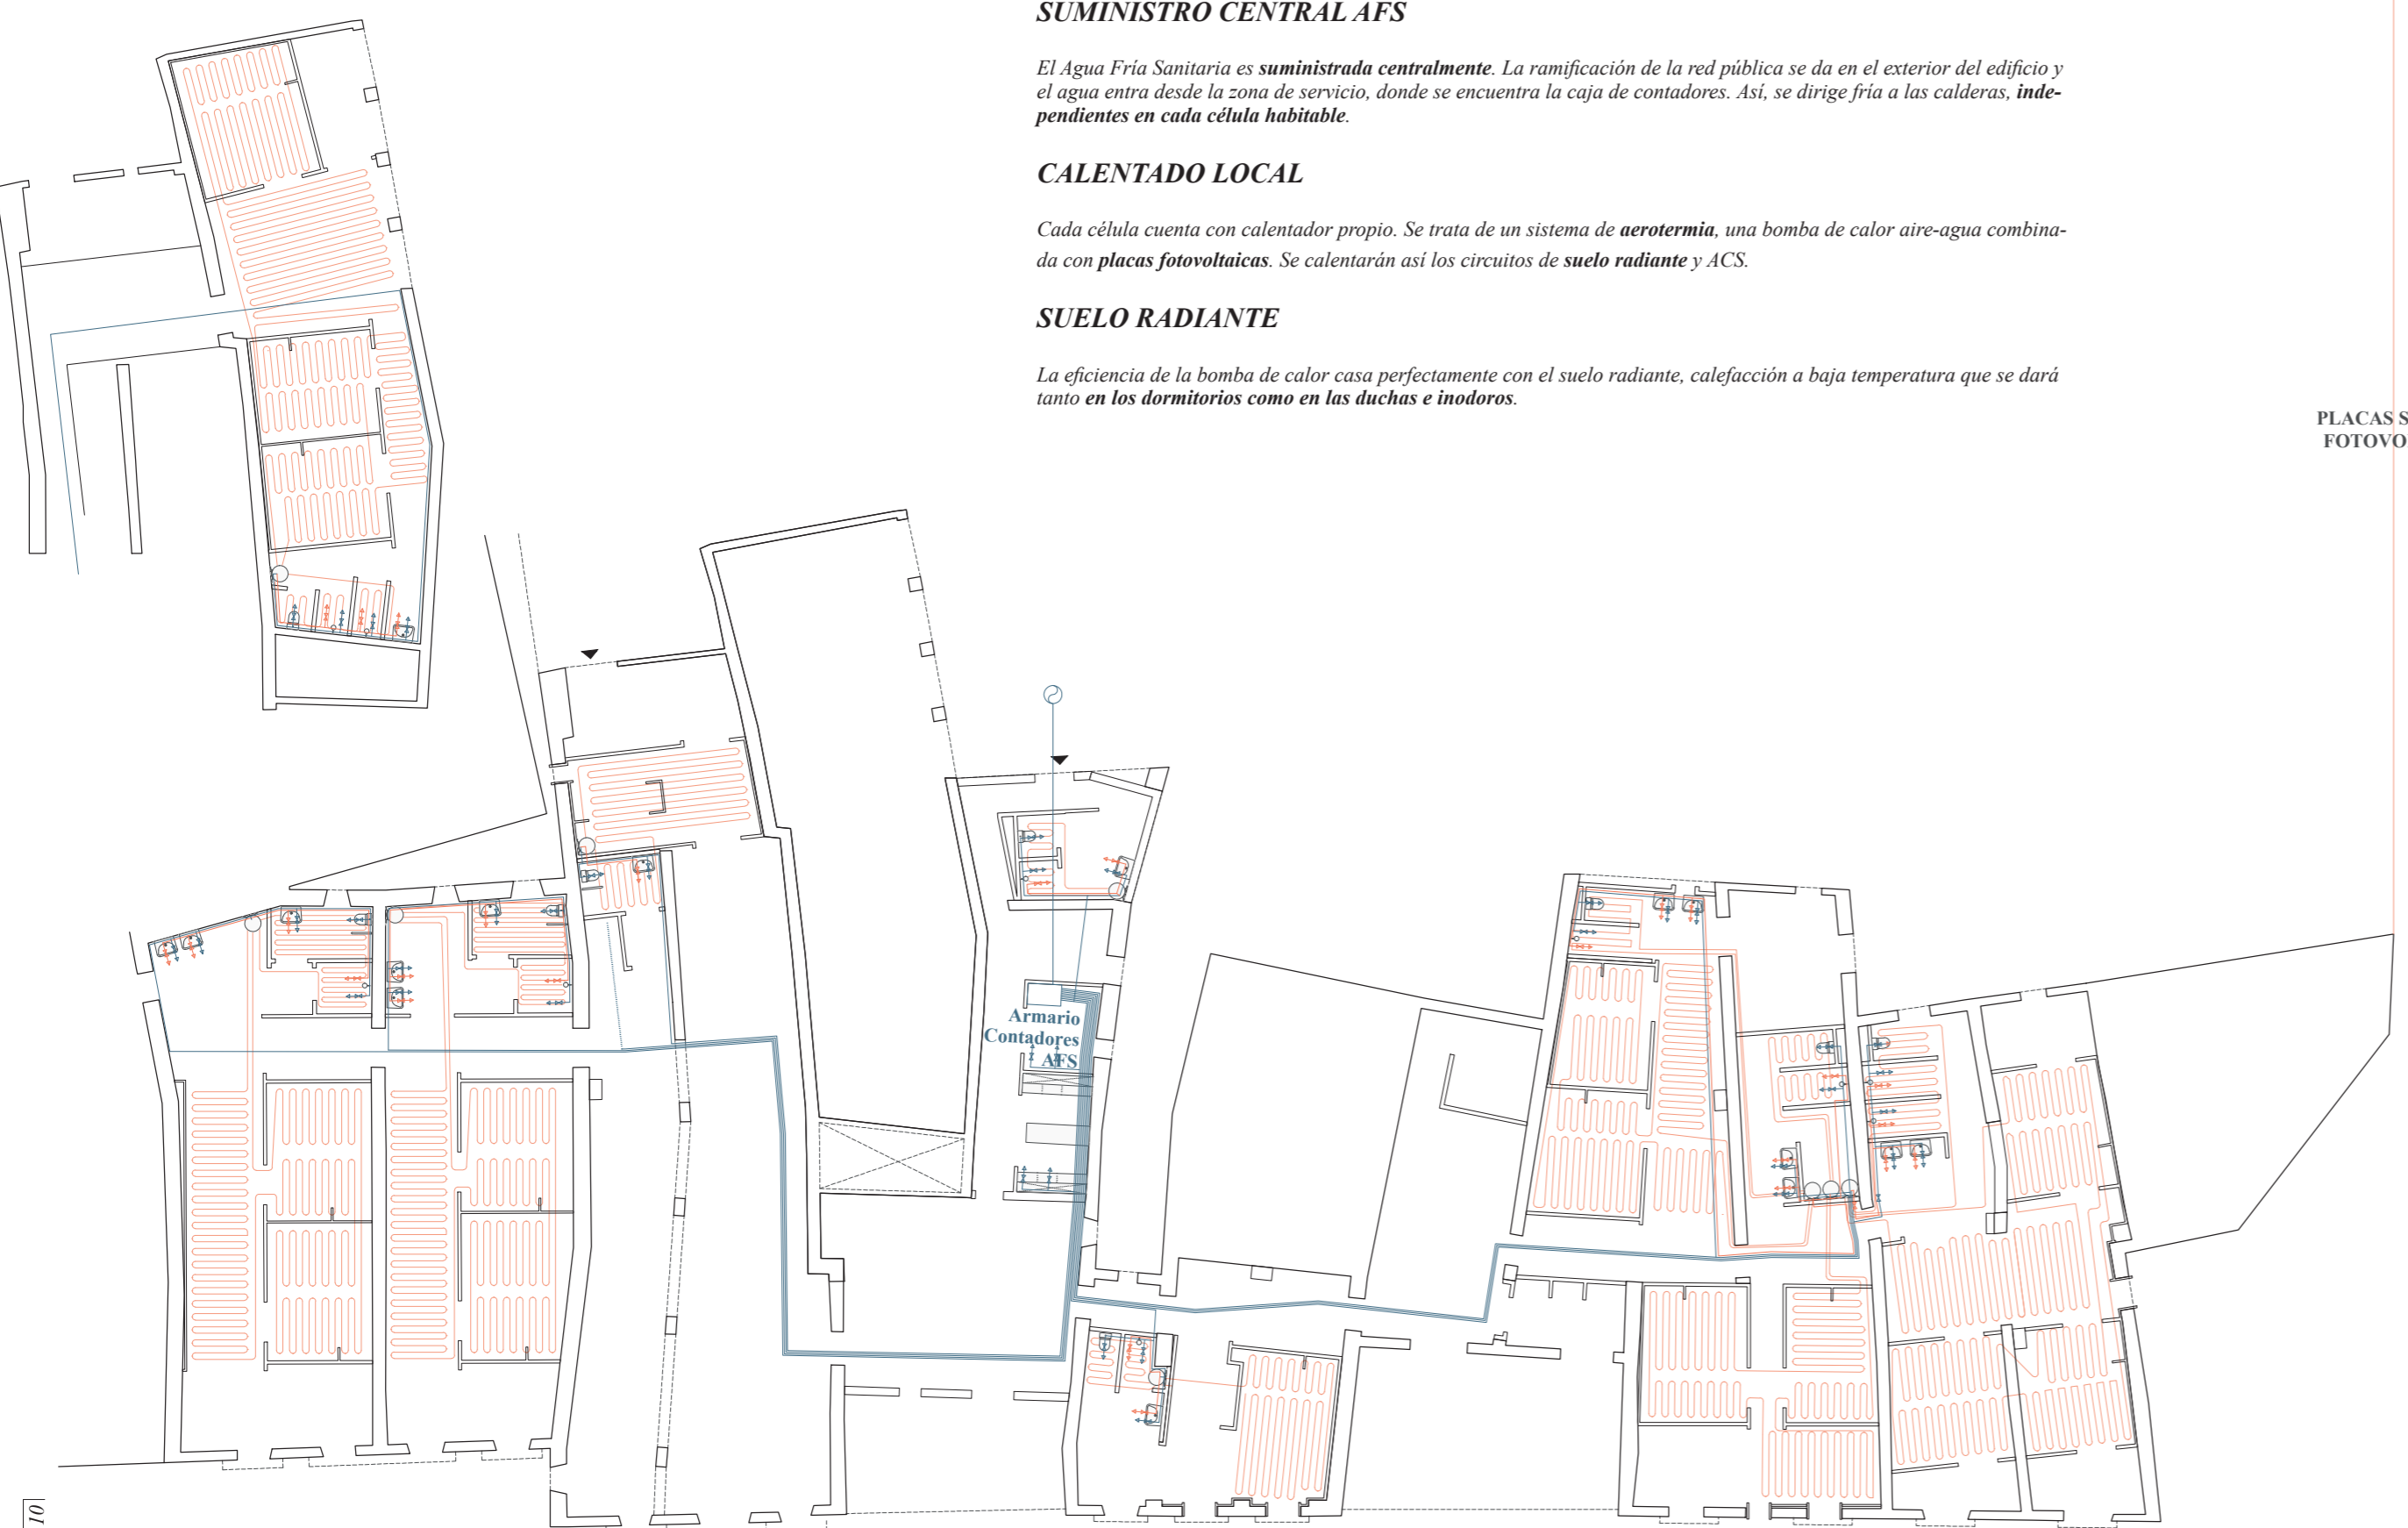 SUMINISTRO CENTRAL AFS
El Agua Fría Sanitaria es suministrada centralmente. La ramificación de la red pública se da en el exterior del edificio y
el agua entra desde la zona de servicio, donde se encuentra la caja de contadores. Así, se dirige fría a las calderas, inde-
pendientes en cada célula habitable.
CALENTADO LOCAL
Cada célula cuenta con calentador propio. Se trata de un sistema de aerotermia, una bomba de calor aire-agua combina-
da con placas fotovoltaicas. Se calentarán así los circuitos de suelo radiante y ACS.
SUELO RADIANTE
La eficiencia de la bomba de calor casa perfectamente con el suelo radiante, calefacción a baja temperatura que se dará
tanto en los dormitorios como en las duchas e inodoros.
PLACAS S
FOTOVO
Armario
Contadores
AFS
10